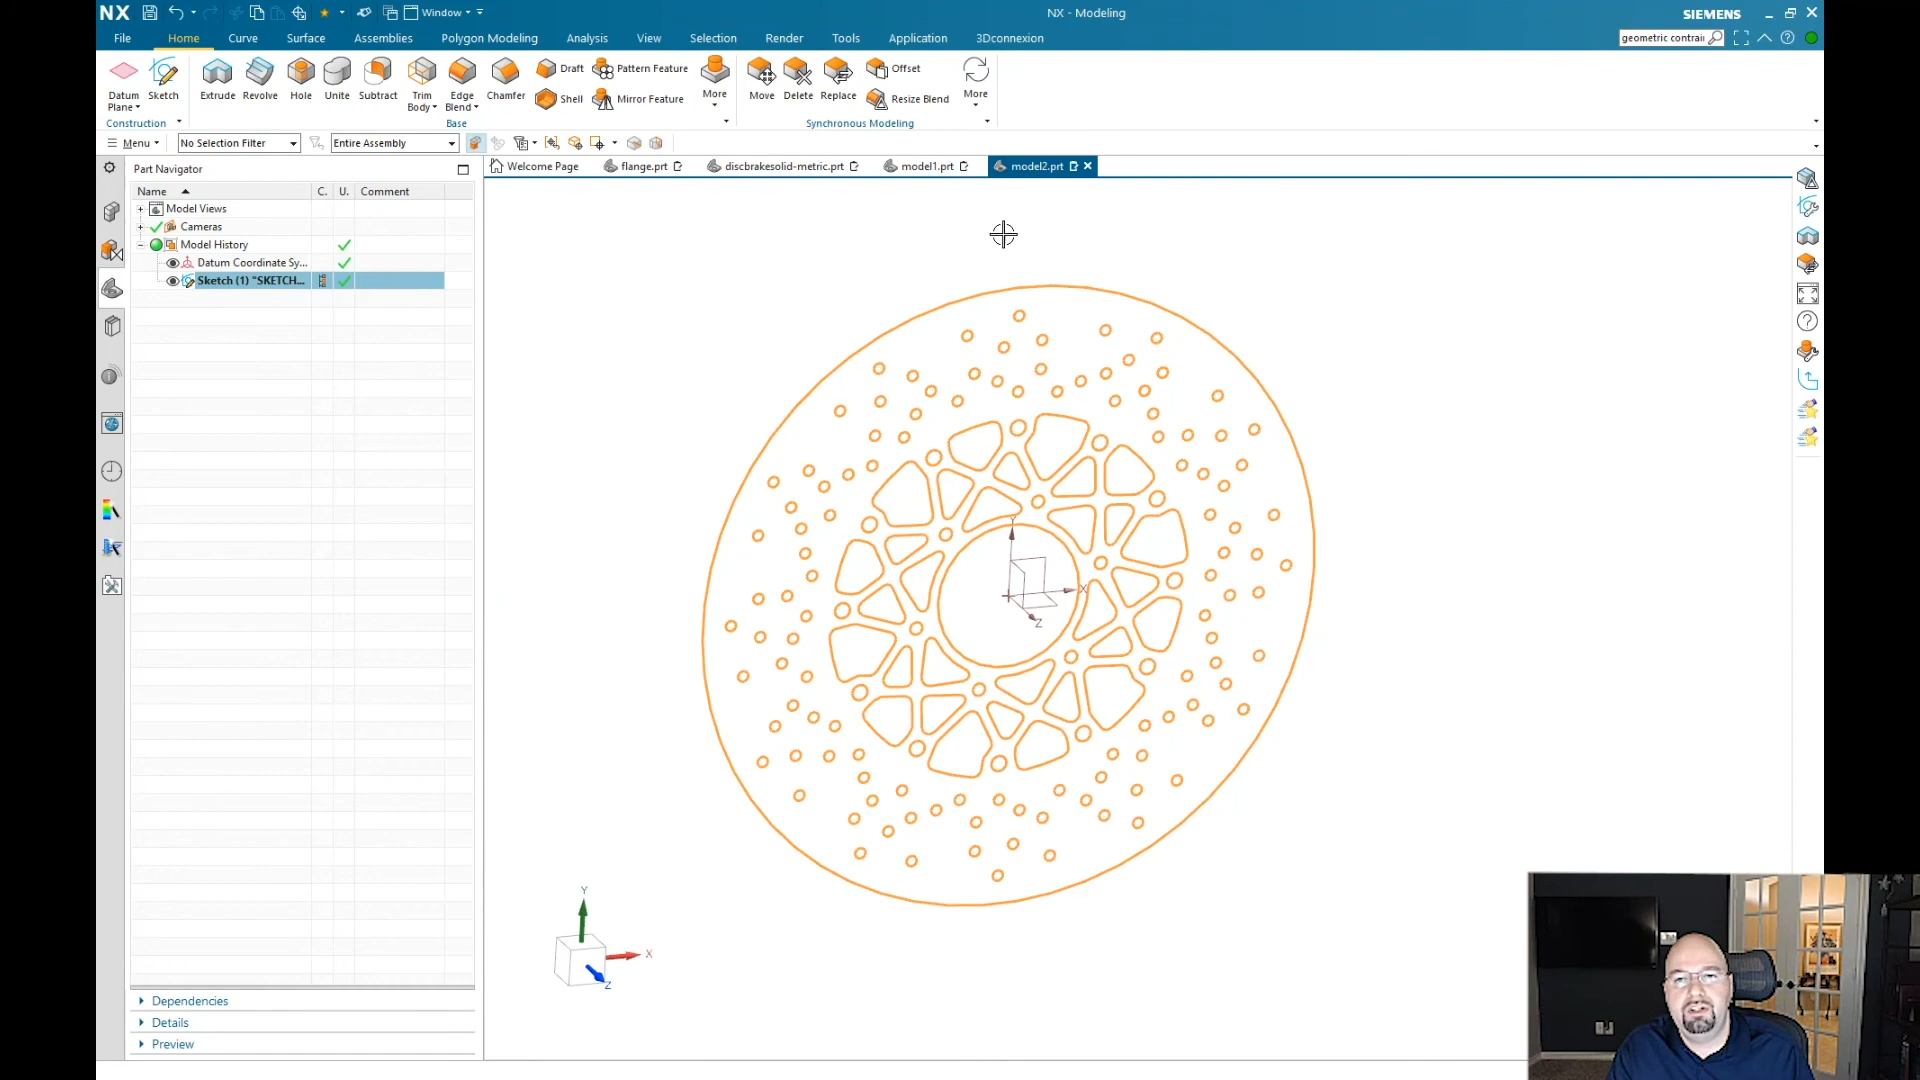 NX
Window
NX - Modeling
SIEMENS
File
Home
Curve
Surface
Assemblies
Polygon Modeling
Analysis
View
Selection
Render
Tools
Application
3Dconnexion
geometric contrai
Datum
Plane
Sketch
Extrude
Revolve
Hole
Unite
Subtract
Trim
Body
Edge
Blend
Chamfer
Draft
Shell
Pattern Feature
Mirror Feature
More
Move
Delete
Replace
Offset
Resize Blend
More
Construction
Base
Synchronous Modeling
Menu
No Selection Filter
Entire Assembly
Part Navigator
Welcome Page
flange.prt
discbrakesolid-metric.prt
model1.prt
model2.prt
Name
C.
U.
Comment
Model Views
Cameras
Model History
Datum Coordinate Sy...
Sketch (1) "SKETCH...
Y
X
Z
Y
X
Z
Dependencies
Details
Preview